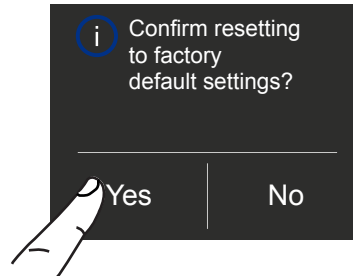 i
Confirm resetting
to factory
default settings?
Yes
No